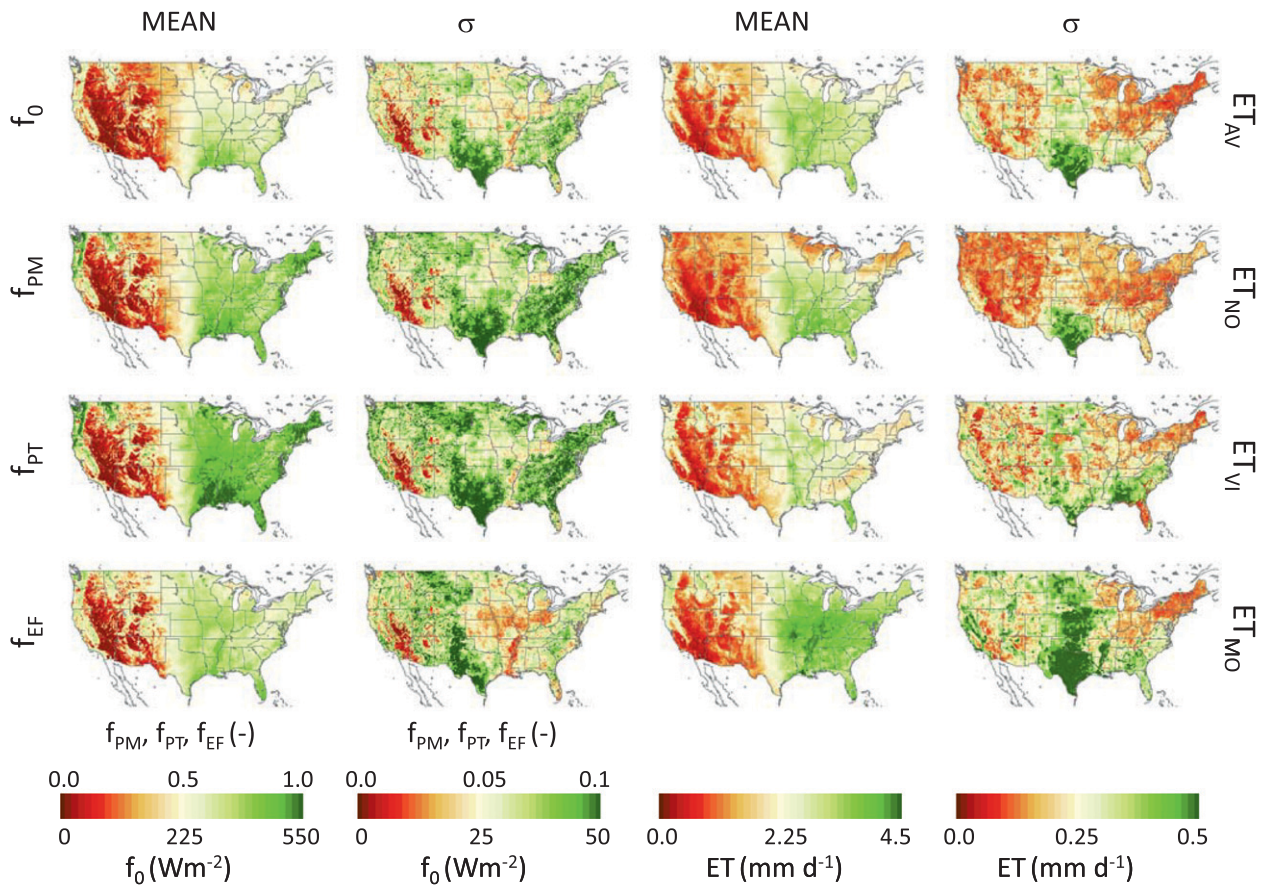 MEAN σ MEAN σ
f0 ETAV
fPM ETNO
fPT ETVI
fEF ETMO
fPM, fPT, fEF (-) fPM, fPT, fEF (-)
0.0 0.5 1.0 0.0 0.05 0.1
0 225 550 0 25 50 0.0 2.25 4.5 0.0 0.25 0.5
f0 (Wm-2) f0 (Wm-2) ET (mm d-1) ET (mm d-1)